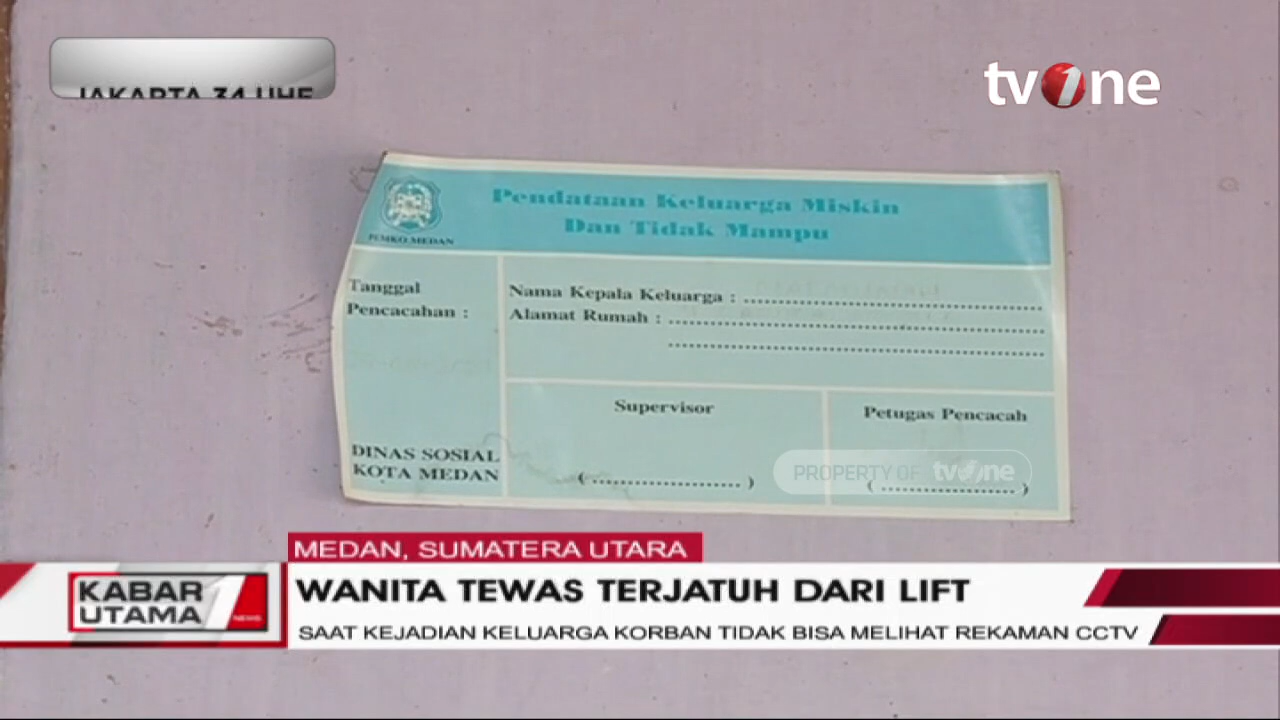 JAKARTA 34 UHF
tvOne
Pendataan Keluarga Miskin
Dan Tidak Mampu
PEMKO MEDAN
Tanggal
Pencacahan :
Nama Kepala Keluarga :
Alamat Rumah :
Supervisor
Petugas Pencacah
DINAS SOSIAL
KOTA MEDAN
(....................)
(..................)
PROPERTY OF tvOne
MEDAN, SUMATERA UTARA
KABAR
UTAMA
NEWS
WANITA TEWAS TERJATUH DARI LIFT
SAAT KEJADIAN KELUARGA KORBAN TIDAK BISA MELIHAT REKAMAN CCTV